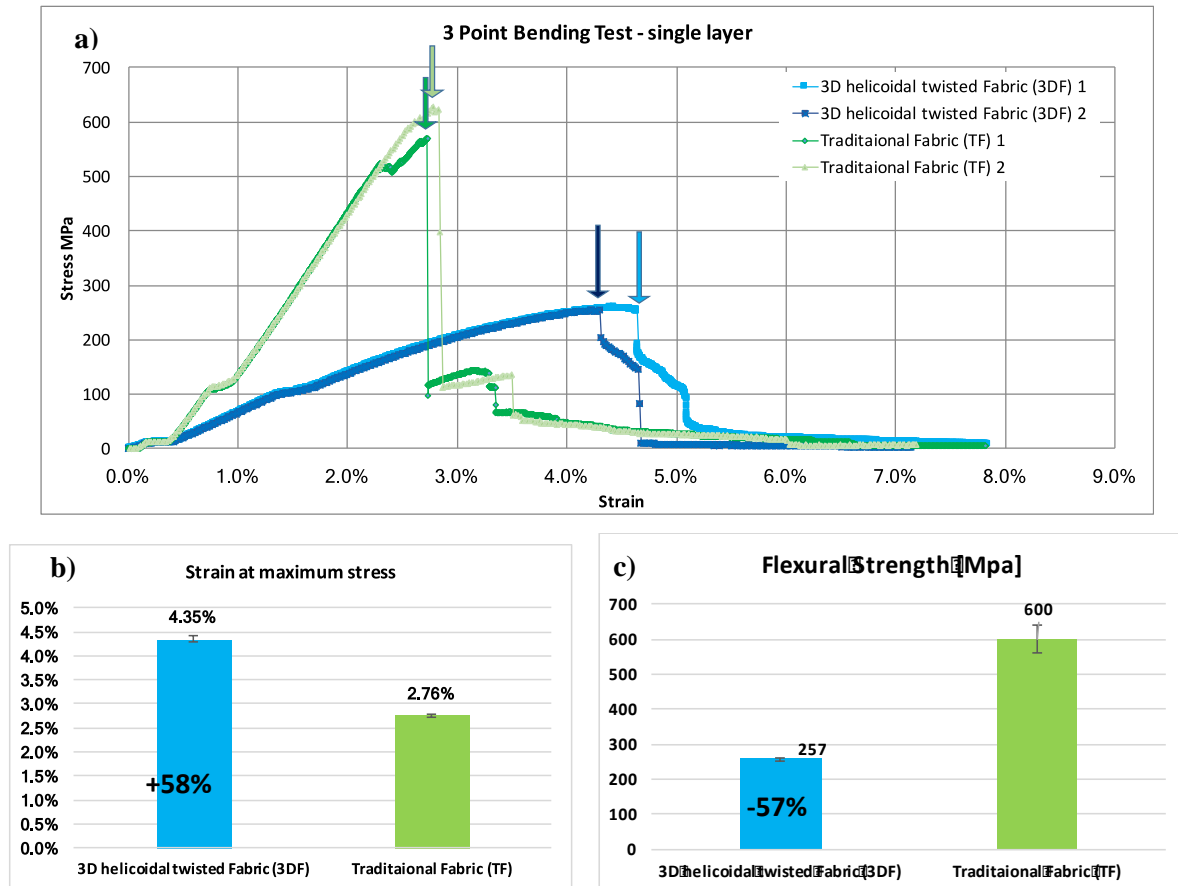 a)
3 Point Bending Test - single layer
700
600
500
400
300
200
100
0
Stress MPa
3D helicoidal twisted Fabric (3DF) 1
3D helicoidal twisted Fabric (3DF) 2
Traditaional Fabric (TF) 1
Traditaional Fabric (TF) 2
0.0% 1.0% 2.0% 3.0% 4.0% 5.0% 6.0% 7.0% 8.0% 9.0%
Strain
b)
Strain at maximum stress
5.0%
4.5%
4.0%
3.5%
3.0%
2.5%
2.0%
1.5%
1.0%
0.5%
0.0%
4.35%
2.76%
+58%
3D helicoidal twisted Fabric (3DF) Traditaional Fabric (TF)
c)
Flexural Strength [Mpa]
700
600
500
400
300
200
100
0
257
600
-57%
3D helicoidal twisted Fabric (3DF) Traditaional Fabric (TF)